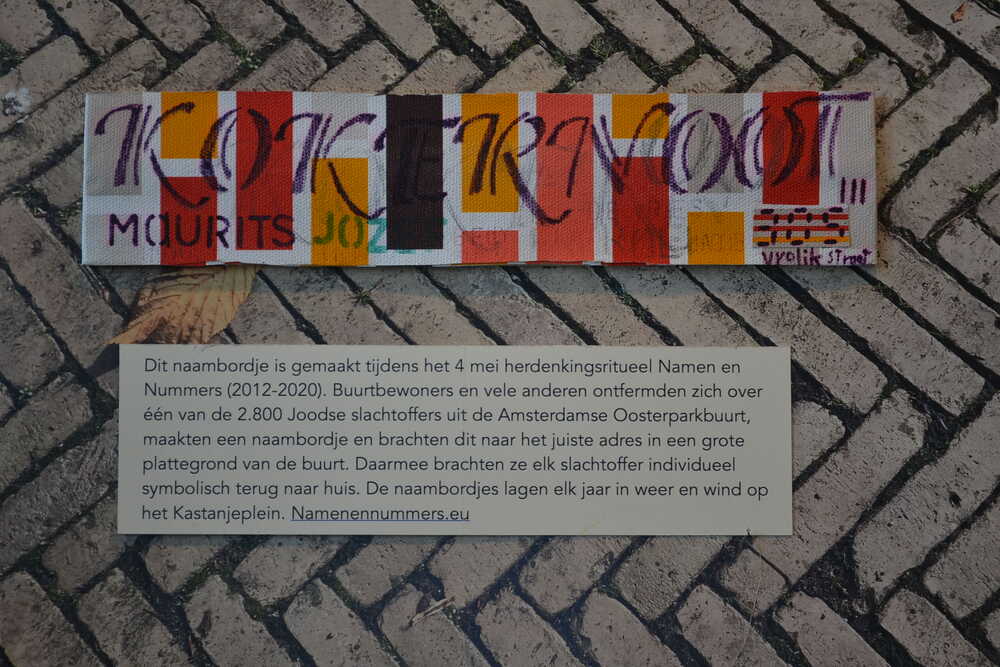 KOKERNOOT
MAURITS JOZ
III
305
Vrolik Straat
Dit naambordje is gemaakt tijdens het 4 mei herdenkingsritueel Namen en
Nummers (2012-2020). Buurtbewoners en vele anderen ontfermden zich over
één van de 2.800 Joodse slachtoffers uit de Amsterdamse Oosterparkbuurt,
maakten een naambordje en brachten dit naar het juiste adres in een grote
plattegrond van de buurt. Daarmee brachten ze elk slachtoffer individueel
symbolisch terug naar huis. De naambordjes lagen elk jaar in weer en wind op
het Kastanjeplein. Namenennummers.eu